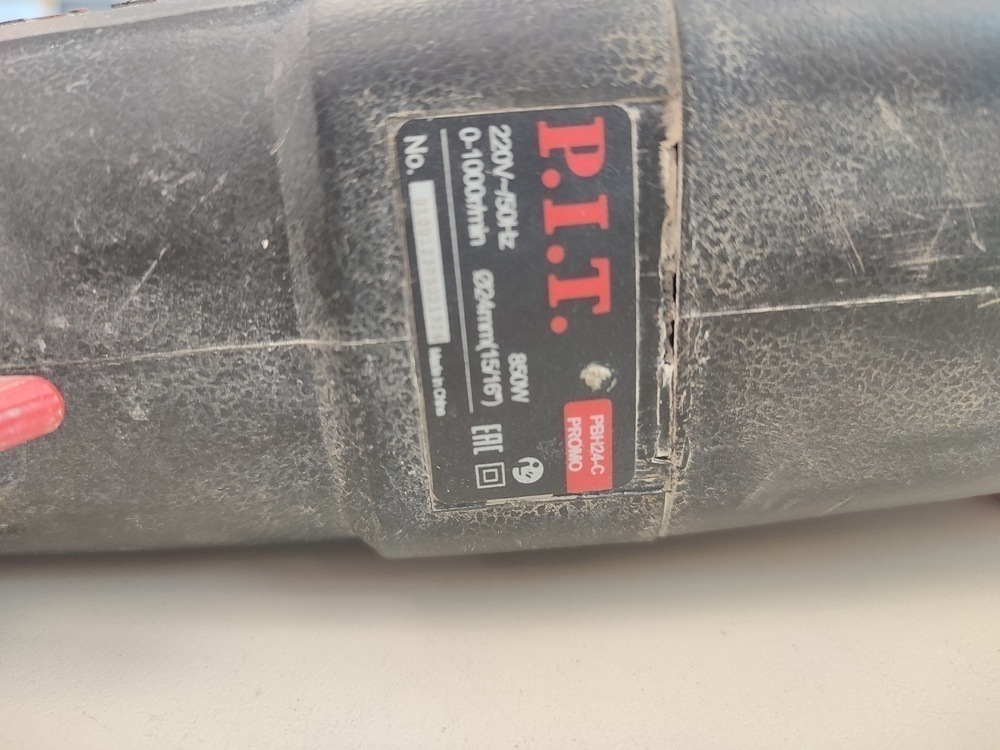 P.I.T.
PBH24-C
PROMO
220V~/50Hz 850W
0-1000r/min Ø24mm(15/16")
EAC
No.
Made in China